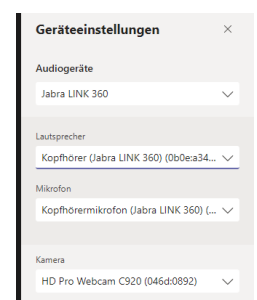 Geräteeinstellungen
Audiogeräte
Jabra LINK 360
Lautsprecher
Kopfhörer (Jabra LINK 360) (0b0e:a34...
Mikrofon
Kopfhörermikrofon (Jabra LINK 360) (...
Kamera
HD Pro Webcam C920 (046d:0892)